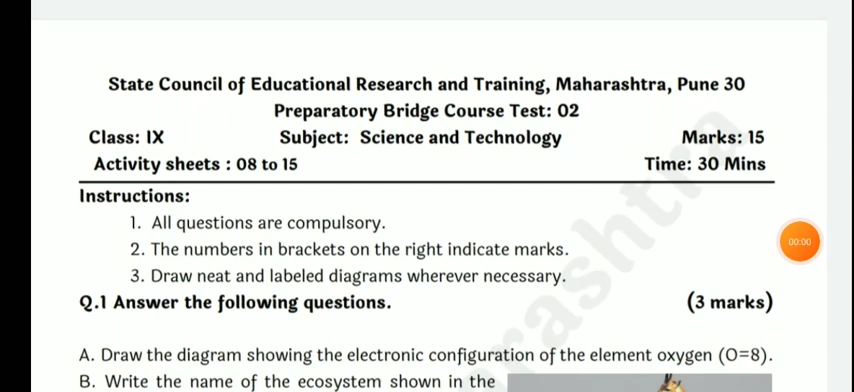 State Council of Educational Research and Training, Maharashtra, Pune 30
Preparatory Bridge Course Test: 02
Class: IX Subject: Science and Technology Marks: 15
Activity sheets : 08 to 15 Time: 30 Mins
Instructions:
1. All questions are compulsory.
2. The numbers in brackets on the right indicate marks.
3. Draw neat and labeled diagrams wherever necessary.
00:00
Q.1 Answer the following questions. (3 marks)
A. Draw the diagram showing the electronic configuration of the element oxygen (O=8).
B. Write the name of the ecosystem shown in the